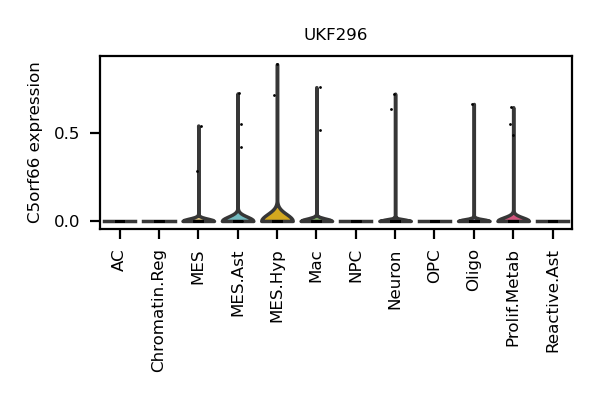 UKF296
C5orf66 expression
0.5
0.0
AC
Chromatin.Reg
MES
MES.Ast
MES.Hyp
Mac
NPC
Neuron
OPC
Oligo
Prolif.Metab
Reactive.Ast